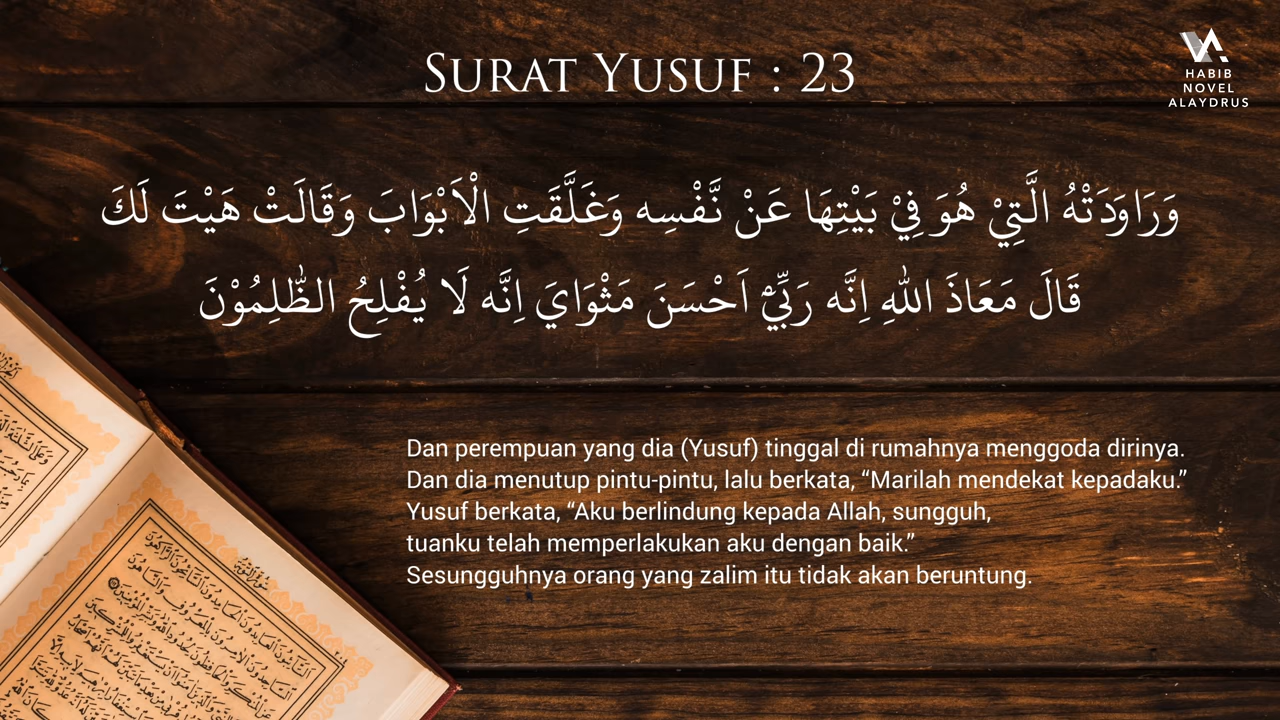 SURAT YUSUF : 23
HABIB
NOVEL
ALAYDRUS
وَرَاوَدَتْهُ الَّتِيْ هُوَ فِيْ بَيْتِهَا عَنْ نَّفْسِه وَغَلَّقَتِ الْاَبْوَابَ وَقَالَتْ هَيْتَ لَكَ
قَالَ مَعَاذَ اللّٰهِ اِنَّه رَبِّيْٓ اَحْسَنَ مَثْوَايَ اِنَّه لَا يُفْلِحُ الظّٰلِمُوْنَ
Dan perempuan yang dia (Yusuf) tinggal di rumahnya menggoda dirinya.
Dan dia menutup pintu-pintu, lalu berkata, “Marilah mendekat kepadaku.”
Yusuf berkata, “Aku berlindung kepada Allah, sungguh,
tuanku telah memperlakukan aku dengan baik.”
Sesungguhnya orang yang zalim itu tidak akan beruntung.